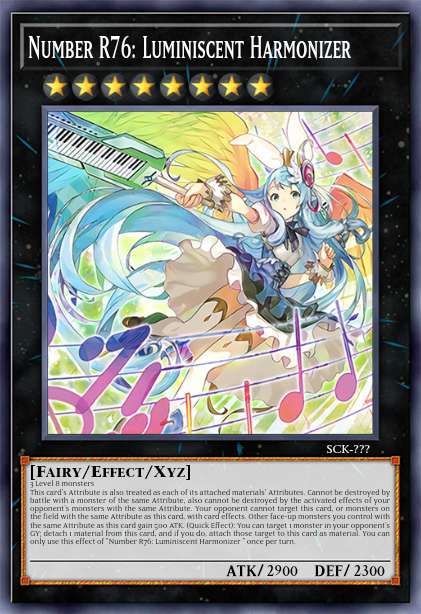 Number R76: Luminiscent Harmonizer
SCK-???
[Fairy/Effect/Xyz]
3 Level 8 monsters
This card's Attribute is also treated as each of its attached materials' Attributes. Cannot be destroyed by
battle with a monster of the same Attribute, also cannot be destroyed by the activated effects of your
opponent's monsters with the same Attribute. Your opponent cannot target this card, or monsters on
the field with the same Attribute as this card, with card effects. Other face-up monsters you control with
the same Attribute as this card gain 500 ATK. (Quick Effect): You can target 1 monster in your opponent's
GY; detach 1 material from this card, and if you do, attach those target to this card as material. You can
only use this effect of "Number R76: Luminiscent Harmonizer " once per turn.
ATK/ 2900 DEF/ 2300